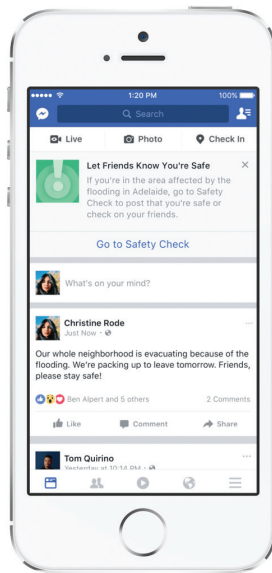 1:20 PM
100%
Search
Live
Photo
Check In
Let Friends Know You're Safe
If you're in the area affected by the
flooding in Adelaide, go to Safety
Check to post that you're safe or
check on your friends.
Go to Safety Check
What's on your mind?
Christine Rode
Just Now ·
Our whole neighborhood is evacuating because of the
flooding. We're packing up to leave tomorrow. Friends,
please stay safe!
Ben Alpert and 5 others
2 Comments
Like
Comment
Share
Tom Quirino
Yesterday at 10:14 PM ·